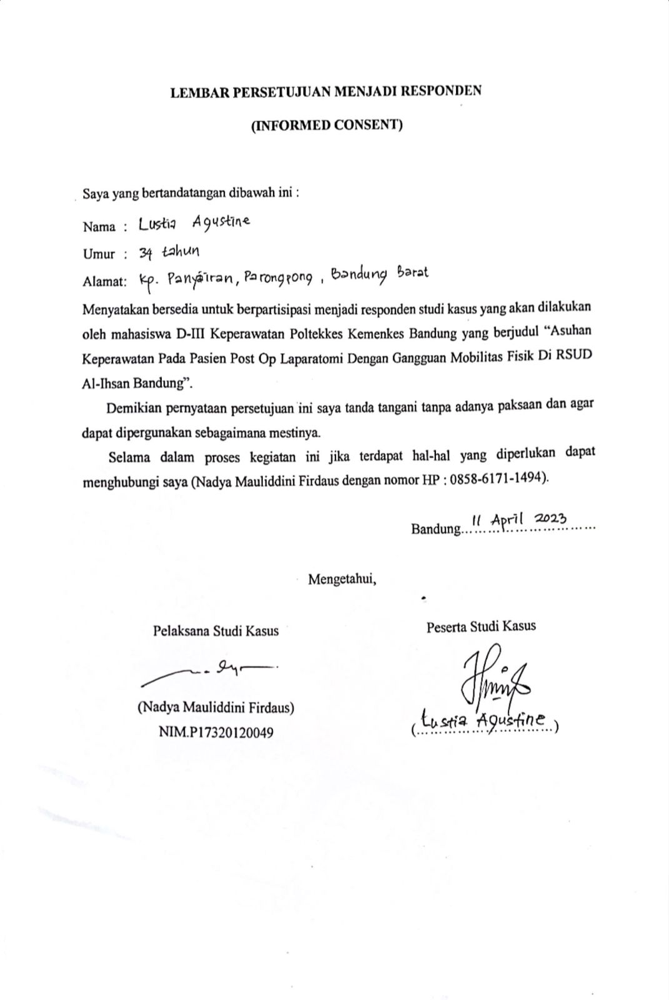 LEMBAR PERSETUJUAN MENJADI RESPONDEN
(INFORMED CONSENT)
Saya yang bertandatangan dibawah ini :
Nama : Lustia Agustine
Umur : 34 tahun
Alamat: Kp. Panyairan, Parongpong, Bandung Barat
Menyatakan bersedia untuk berpartisipasi menjadi responden studi kasus yang akan dilakukan
oleh mahasiswa D-III Keperawatan Poltekkes Kemenkes Bandung yang berjudul “Asuhan
Keperawatan Pada Pasien Post Op Laparatomi Dengan Gangguan Mobilitas Fisik Di RSUD
Al-Ihsan Bandung”.
Demikian pernyataan persetujuan ini saya tanda tangani tanpa adanya paksaan dan agar
dapat dipergunakan sebagaimana mestinya.
Selama dalam proses kegiatan ini jika terdapat hal-hal yang diperlukan dapat
menghubungi saya (Nadya Mauliddini Firdaus dengan nomor HP : 0858-6171-1494).
Bandung, 11 April 2023
Mengetahui,
Pelaksana Studi Kasus
Peserta Studi Kasus
(Nadya Mauliddini Firdaus)
(Lustia Agustine)
NIM.P17320120049